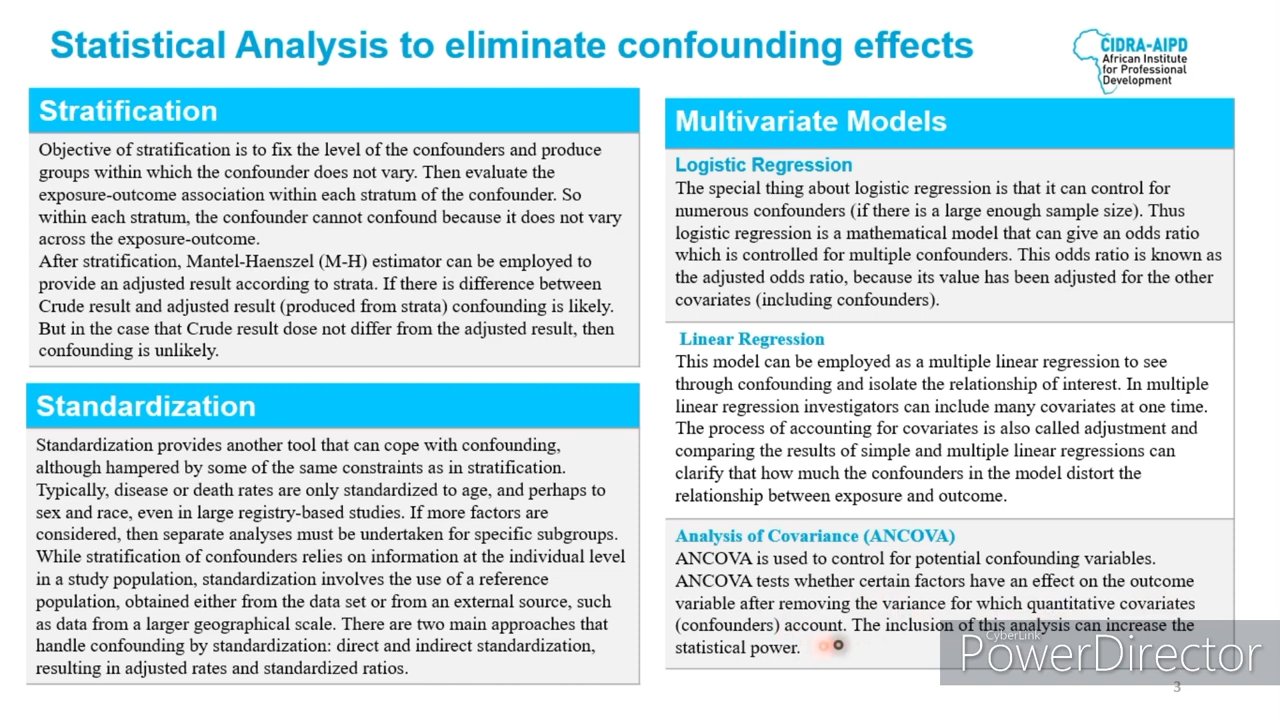 Statistical Analysis to eliminate confounding effects
CIDRA-AIPD
African Institute
for Professional
Development
Stratification
Objective of stratification is to fix the level of the confounders and produce
groups within which the confounder does not vary. Then evaluate the
exposure-outcome association within each stratum of the confounder. So
within each stratum, the confounder cannot confound because it does not vary
across the exposure-outcome.
After stratification, Mantel-Haenszel (M-H) estimator can be employed to
provide an adjusted result according to strata. If there is difference between
Crude result and adjusted result (produced from strata) confounding is likely.
But in the case that Crude result dose not differ from the adjusted result, then
confounding is unlikely.
Standardization
Standardization provides another tool that can cope with confounding,
although hampered by some of the same constraints as in stratification.
Typically, disease or death rates are only standardized to age, and perhaps to
sex and race, even in large registry-based studies. If more factors are
considered, then separate analyses must be undertaken for specific subgroups.
While stratification of confounders relies on information at the individual level
in a study population, standardization involves the use of a reference
population, obtained either from the data set or from an external source, such
as data from a larger geographical scale. There are two main approaches that
handle confounding by standardization: direct and indirect standardization,
resulting in adjusted rates and standardized ratios.
Multivariate Models
Logistic Regression
The special thing about logistic regression is that it can control for
numerous confounders (if there is a large enough sample size). Thus
logistic regression is a mathematical model that can give an odds ratio
which is controlled for multiple confounders. This odds ratio is known as
the adjusted odds ratio, because its value has been adjusted for the other
covariates (including confounders).
Linear Regression
This model can be employed as a multiple linear regression to see
through confounding and isolate the relationship of interest. In multiple
linear regression investigators can include many covariates at one time.
The process of accounting for covariates is also called adjustment and
comparing the results of simple and multiple linear regressions can
clarify that how much the confounders in the model distort the
relationship between exposure and outcome.
Analysis of Covariance (ANCOVA)
ANCOVA is used to control for potential confounding variables.
ANCOVA tests whether certain factors have an effect on the outcome
variable after removing the variance for which quantitative covariates
(confounders) account. The inclusion of this analysis can increase the
statistical power.
CyberLink
PowerDirector
3